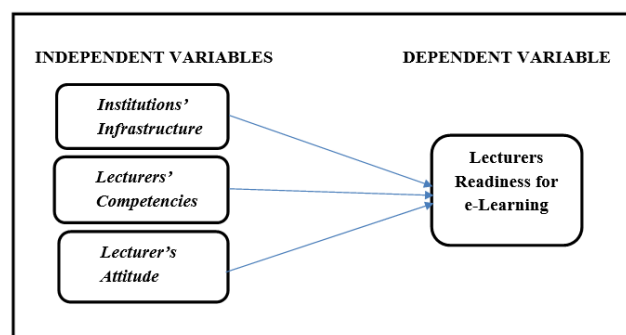 INDEPENDENT VARIABLES
DEPENDENT VARIABLE
Institutions’
Infrastructure
Lecturers’
Competencies
Lecturer’s
Attitude
Lecturers
Readiness for
e-Learning